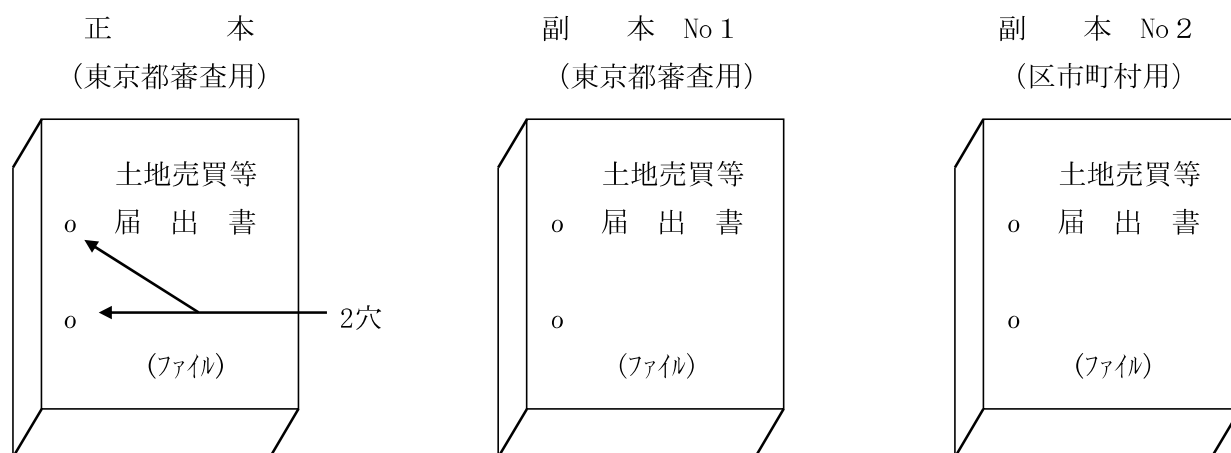 正　　　本
（東京都審査用）
土地売買等
届　出　書
2穴
（ファイル）
副　　本　No１
（東京都審査用）
土地売買等
届　出　書
（ファイル）
副　　本　No２
（区市町村用）
土地売買等
届　出　書
（ファイル）